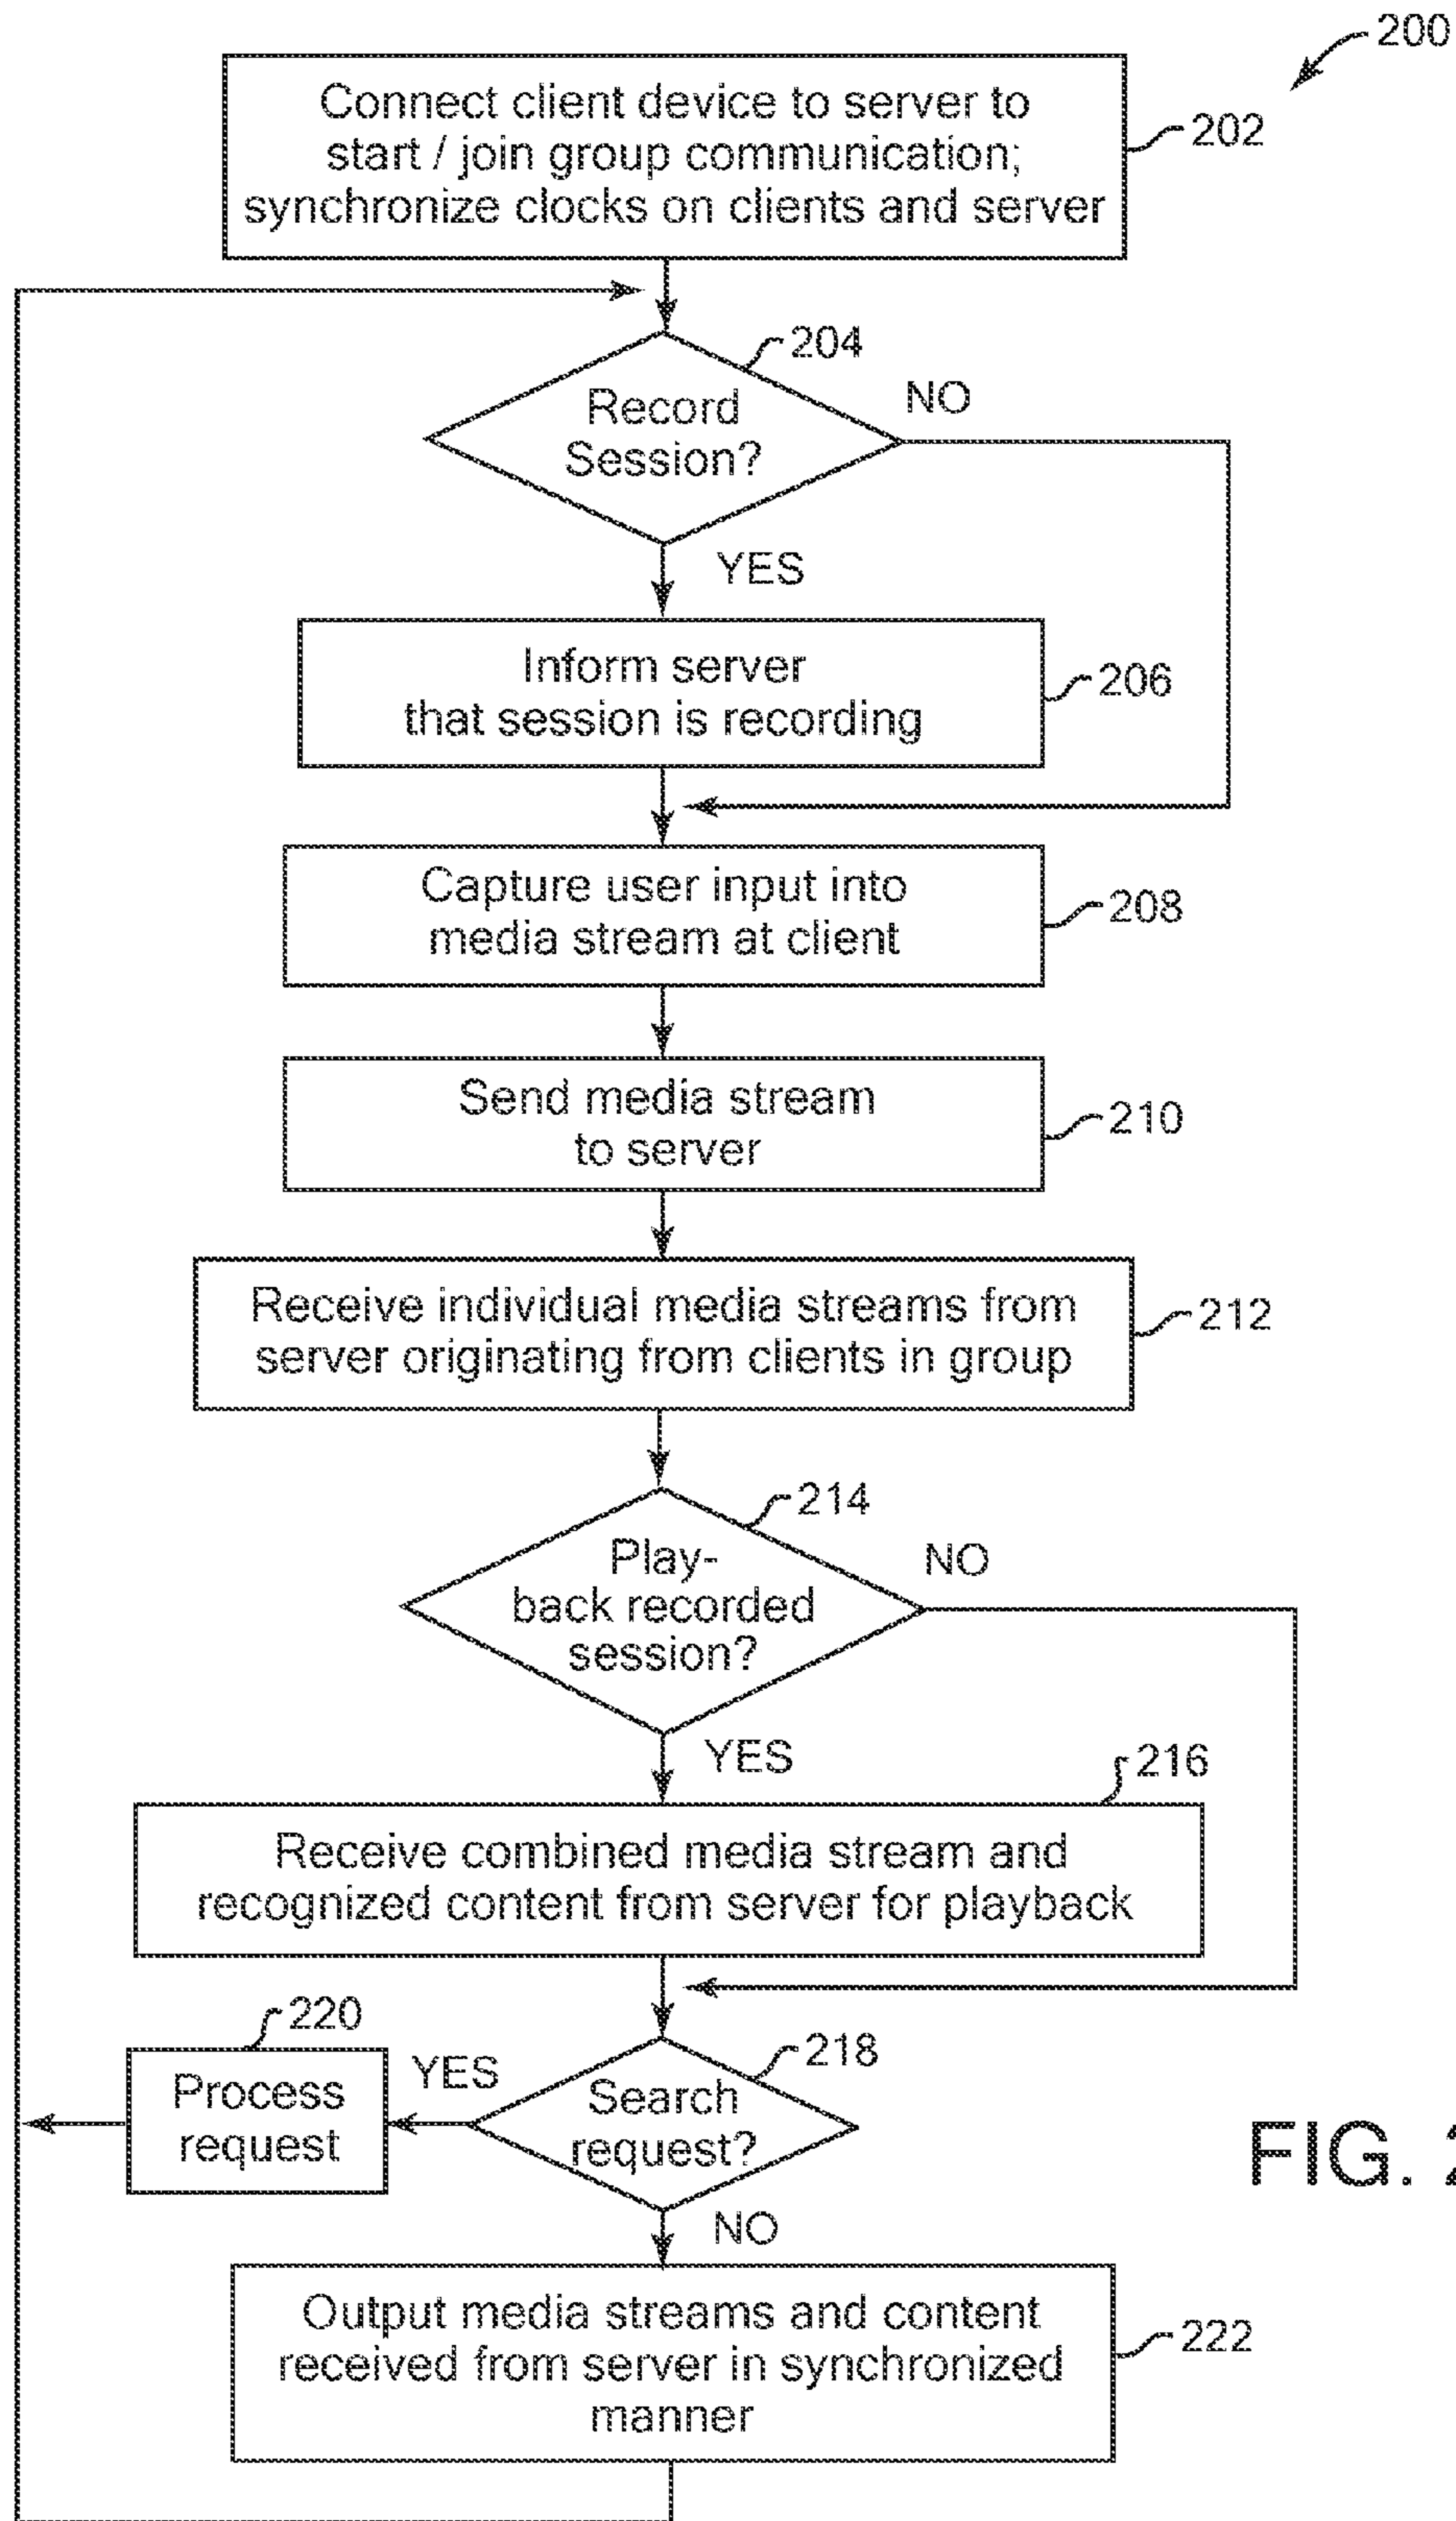 200
Connect client device to server to
start / join group communication;
synchronize clocks on clients and server
202
204
Record
Session?
NO
YES
Inform server
that session is recording
206
Capture user input into
media stream at client
208
Send media stream
to server
210
Receive individual media streams from
server originating from clients in group
212
214
Play-
back recorded
session?
NO
YES
216
Receive combined media stream and
recognized content from server for playback
220
Process
request
YES
218
Search
request?
NO
FIG. 2
Output media streams and content
received from server in synchronized
manner
222